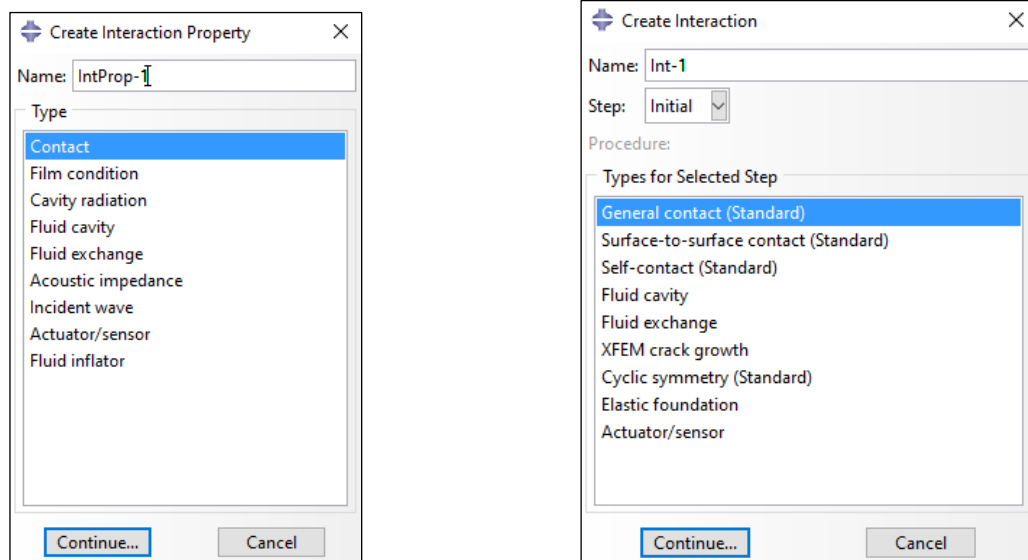 Create Interaction Property
Name: IntProp-1
Type
Contact
Film condition
Cavity radiation
Fluid cavity
Fluid exchange
Acoustic impedance
Incident wave
Actuator/sensor
Fluid inflator
Continue... Cancel
Create Interaction
Name: Int-1
Step: Initial
Procedure:
Types for Selected Step
General contact (Standard)
Surface-to-surface contact (Standard)
Self-contact (Standard)
Fluid cavity
Fluid exchange
XFEM crack growth
Cyclic symmetry (Standard)
Elastic foundation
Actuator/sensor
Continue... Cancel